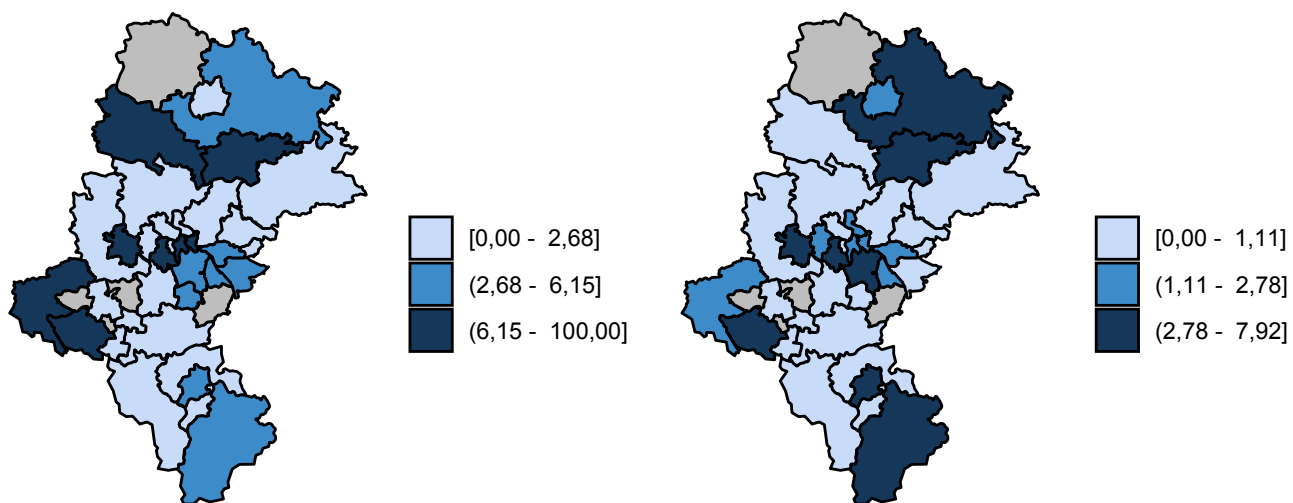 [0,00 - 2,68]
(2,68 - 6,15]
(6,15 - 100,00]
[0,00 - 1,11]
(1,11 - 2,78]
(2,78 - 7,92]